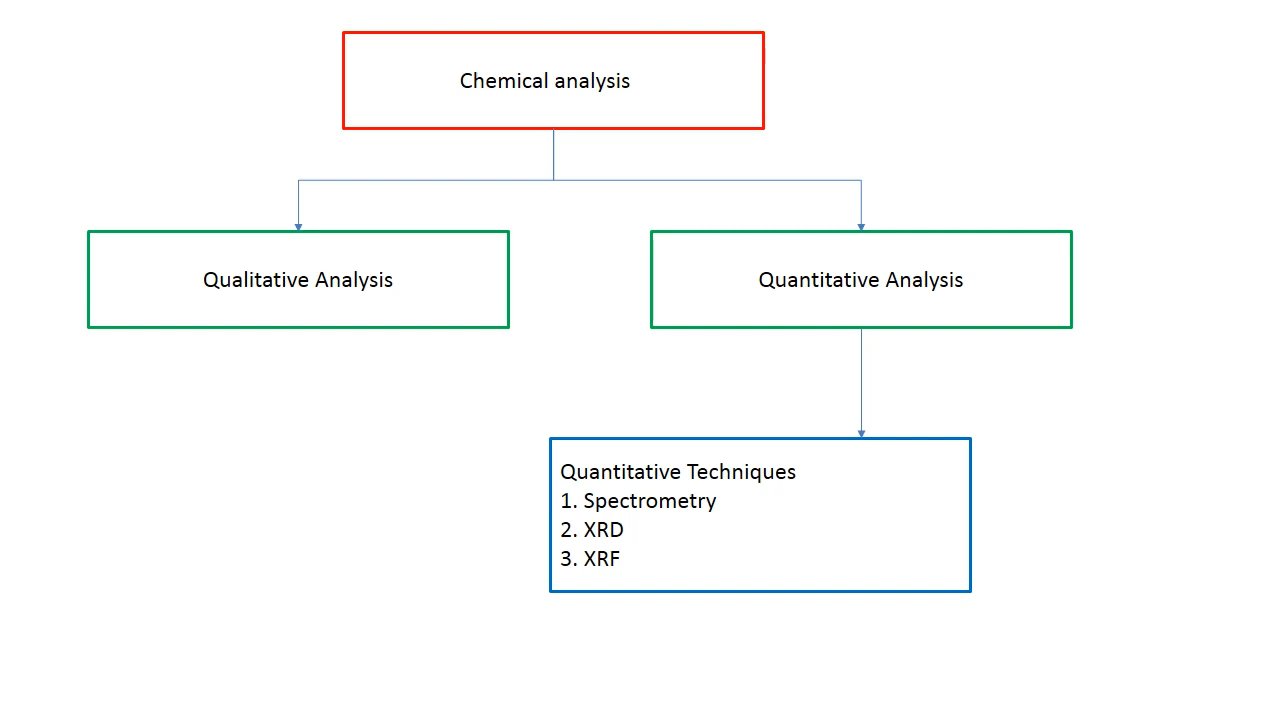 Chemical analysis
Qualitative Analysis
Quantitative Analysis
Quantitative Techniques
1. Spectrometry
2. XRD
3. XRF